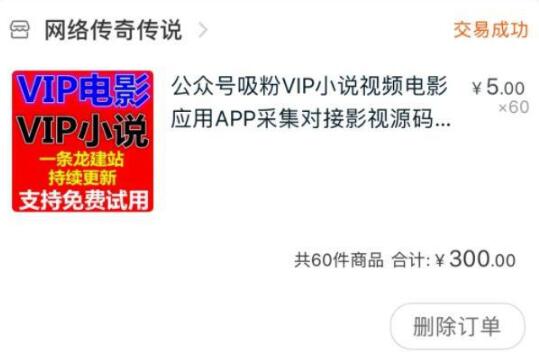 网络传奇传说
交易成功
VIP电影
VIP小说
一条龙建站
持续更新
支持免费试用
公众号吸粉VIP小说视频电影
应用APP采集对接影视源码...
¥5.00
×60
共60件商品 合计:¥300.00
删除订单